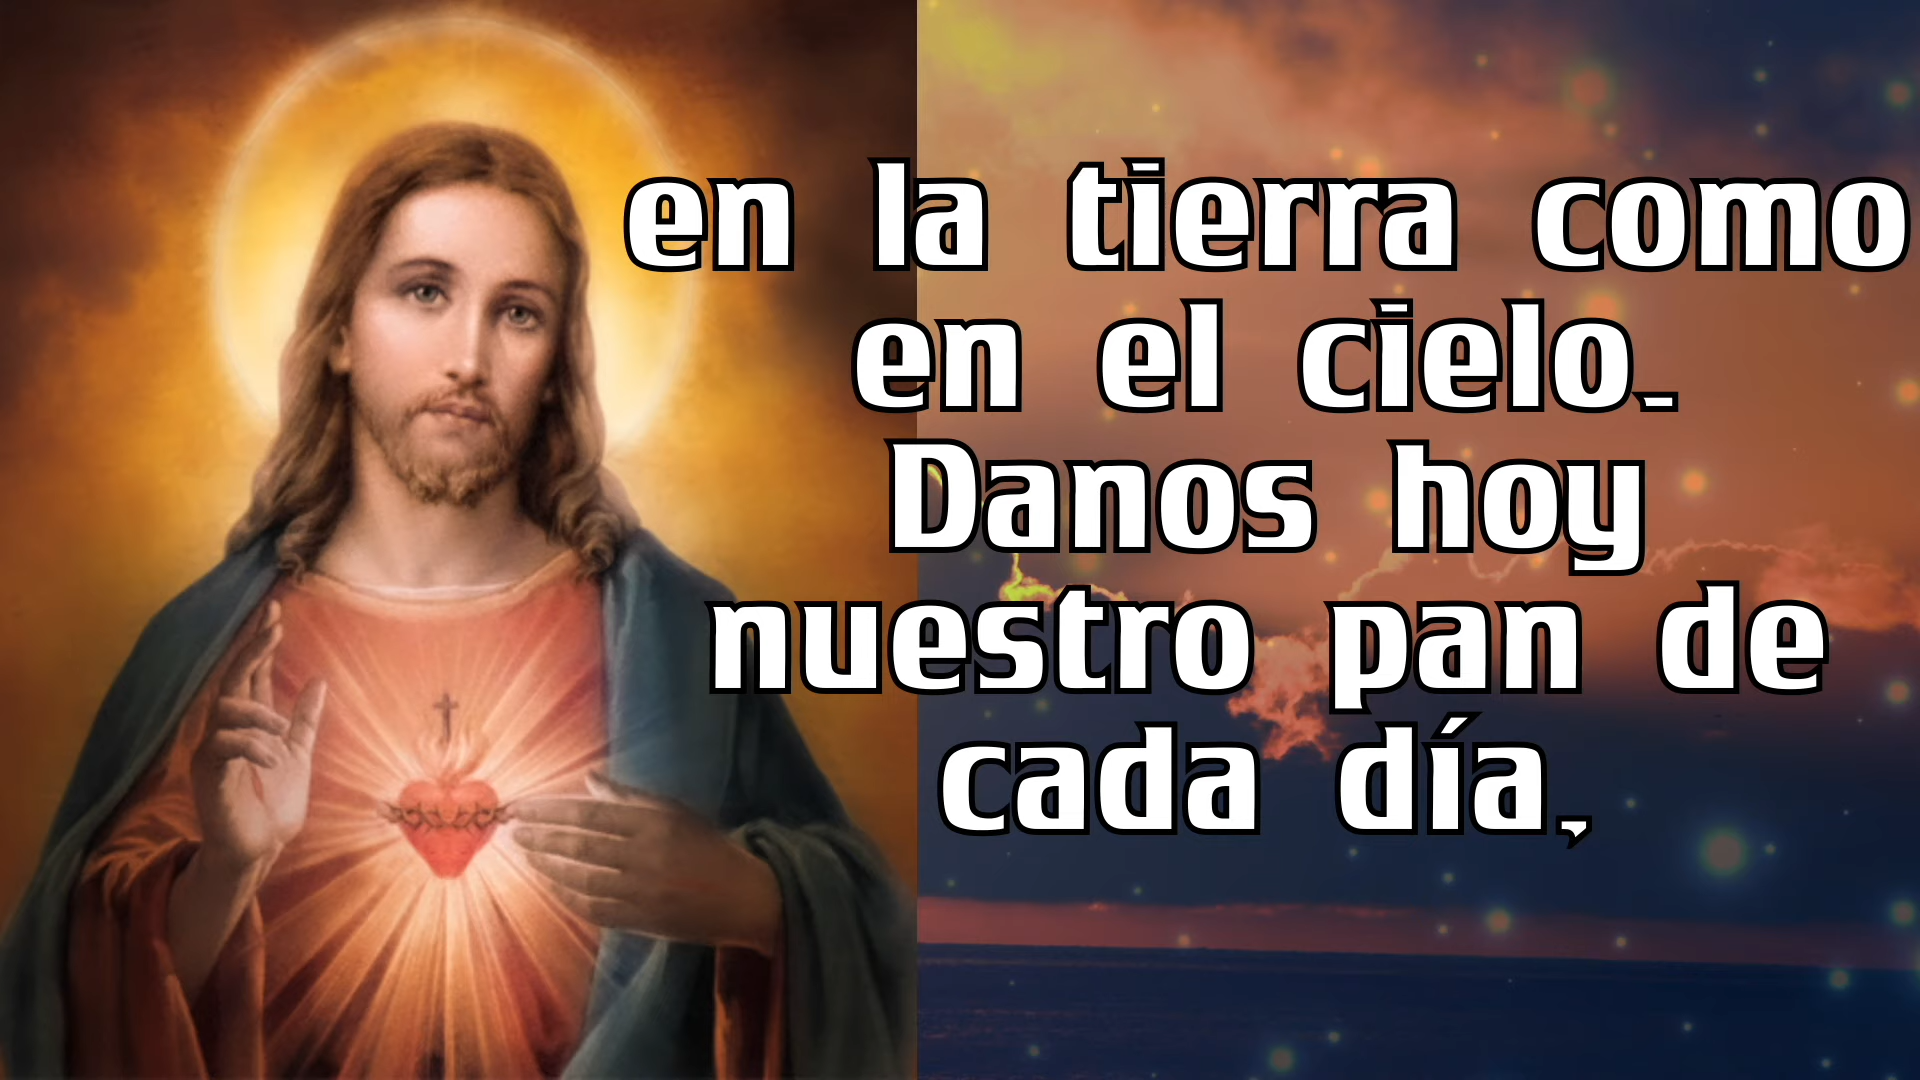 en la tierra como
en el cielo.
Danos hoy
nuestro pan de
cada día,